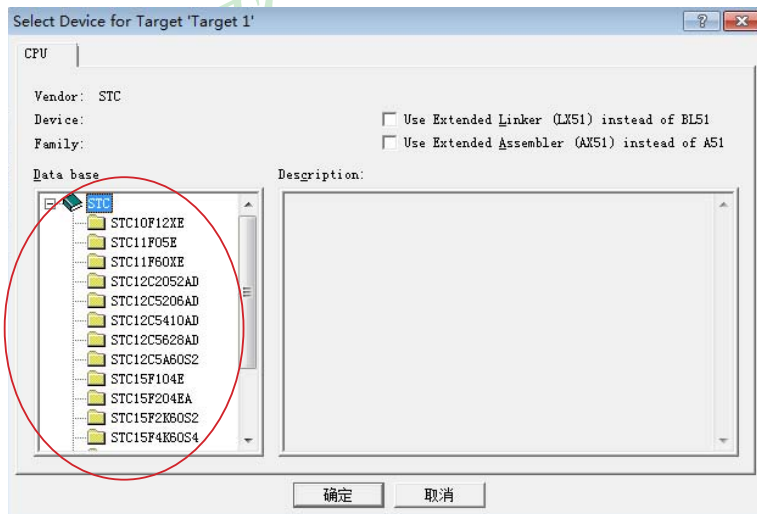 Select Device for Target 'Target 1'
CPU
Vendor: STC
Device:
Use Extended Linker (LX51) instead of BL51
Family:
Use Extended Assembler (AX51) instead of A51
Data base
Description:
STC
STC10F12XE
STC11F05E
STC11F60XE
STC12C2052AD
STC12C5206AD
STC12C5410AD
STC12C5628AD
STC12C5A60S2
STC15F104E
STC15F204EA
STC15F2K60S2
STC15F4K60S4
确定
取消